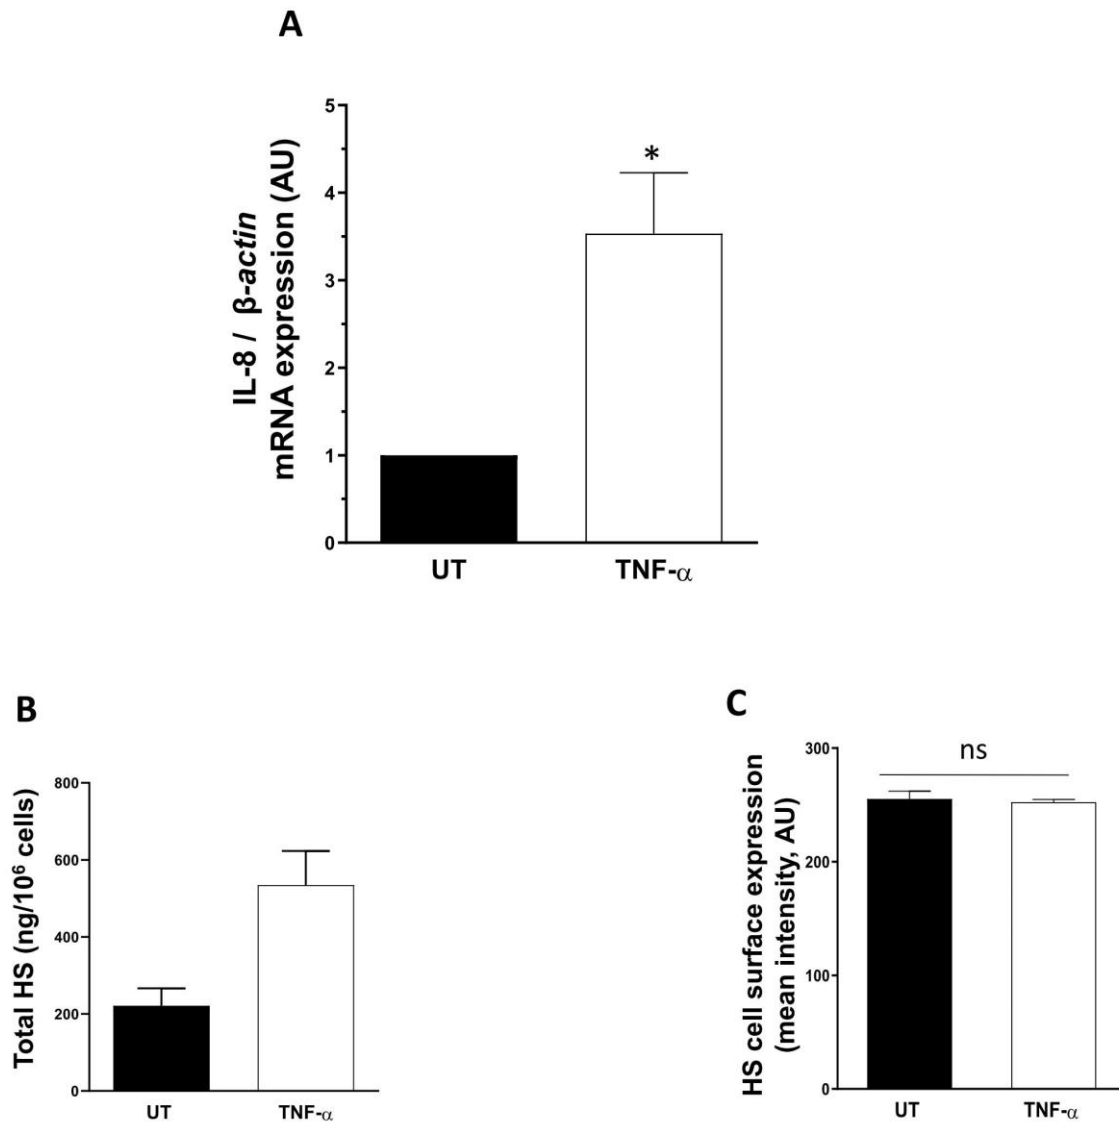 A
IL-8 / β-actin
mRNA expression (AU)
5
4
3
2
1
0
*
UT
TNF-α
B
Total HS (ng/10⁶ cells)
800
600
400
200
0
UT
TNF-α
C
HS cell surface expression
(mean intensity, AU)
300
200
100
0
ns
UT
TNF-α